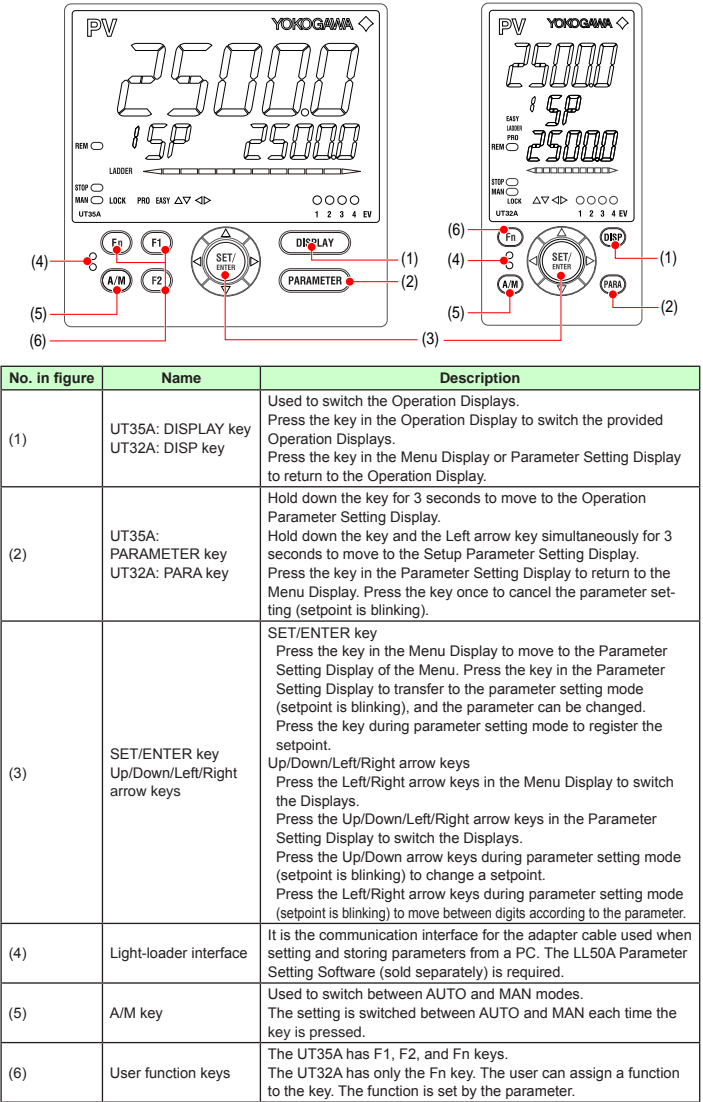 PV YOKOGAWA
2500.0
1 SP 2500.0
REM
LADDER
STOP
MAN LOCK PRO EASY
UT35A 1 2 3 4 EV
Fn F1 SET/ENTER DISPLAY
A/M F2 PARAMETER
(4)
(5)
(6)
(1)
(2)
(3)
PV YOKOGAWA
2500.0
1 SP
EASY
LADDER
PRO
REM
2500.0
STOP
MAN
LOCK
UT32A 1 2 3 4 EV
Fn SET/ENTER DISP
A/M PARA
(6)
(4)
(5)
(1)
(2)
No. in figure Name Description
(1)
UT35A: DISPLAY key
UT32A: DISP key
Used to switch the Operation Displays.
Press the key in the Operation Display to switch the provided
Operation Displays.
Press the key in the Menu Display or Parameter Setting Display
to return to the Operation Display.
(2)
UT35A:
PARAMETER key
UT32A: PARA key
Hold down the key for 3 seconds to move to the Operation
Parameter Setting Display.
Hold down the key and the Left arrow key simultaneously for 3
seconds to move to the Setup Parameter Setting Display.
Press the key in the Parameter Setting Display to return to the
Menu Display. Press the key once to cancel the parameter set-
ting (setpoint is blinking).
(3)
SET/ENTER key
Up/Down/Left/Right
arrow keys
SET/ENTER key
Press the key in the Menu Display to move to the Parameter
Setting Display of the Menu. Press the key in the Parameter
Setting Display to transfer to the parameter setting mode
(setpoint is blinking), and the parameter can be changed.
Press the key during parameter setting mode to register the
setpoint.
Up/Down/Left/Right arrow keys
Press the Left/Right arrow keys in the Menu Display to switch
the Displays.
Press the Up/Down/Left/Right arrow keys in the Parameter
Setting Display to switch the Displays.
Press the Up/Down arrow keys during parameter setting mode
(setpoint is blinking) to change a setpoint.
Press the Left/Right arrow keys during parameter setting mode
(setpoint is blinking) to move between digits according to the parameter.
(4)
Light-loader interface
It is the communication interface for the adapter cable used when
setting and storing parameters from a PC. The LL50A Parameter
Setting Software (sold separately) is required.
(5)
A/M key
Used to switch between AUTO and MAN modes.
The setting is switched between AUTO and MAN each time the
key is pressed.
(6)
User function keys
The UT35A has F1, F2, and Fn keys.
The UT32A has only the Fn key. The user can assign a function
to the key. The function is set by the parameter.